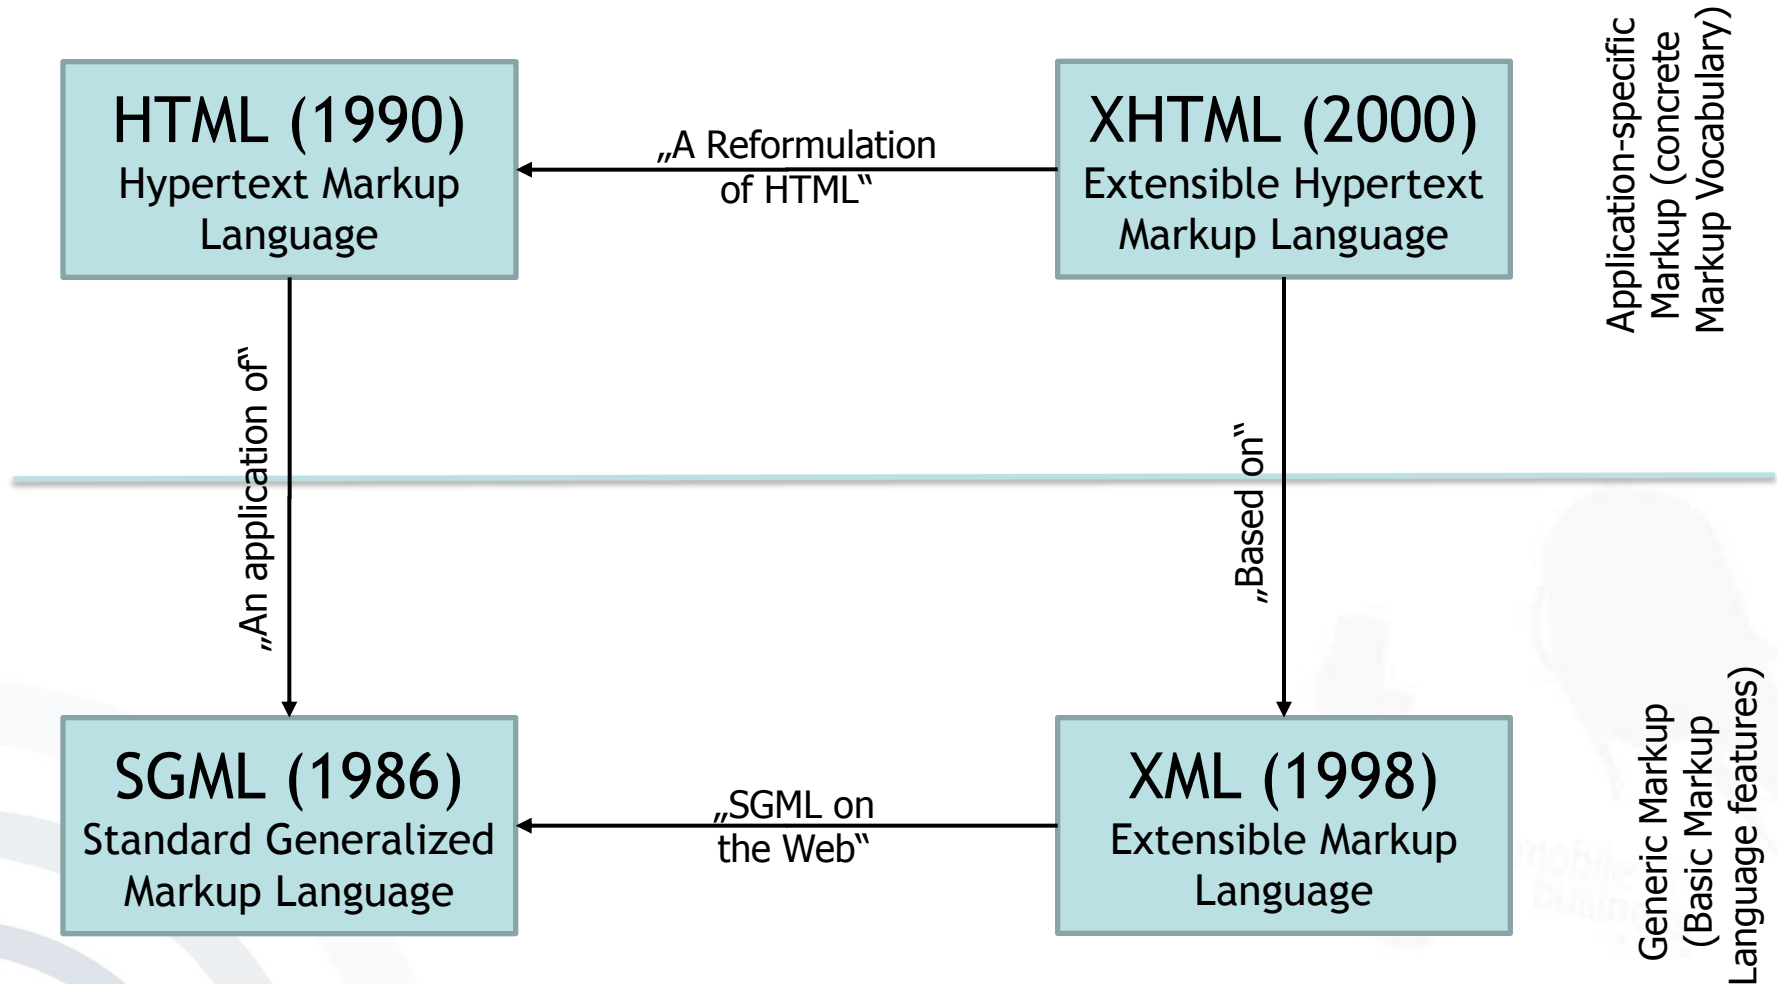 HTML (1990)
Hypertext Markup
Language
„A Reformulation
of HTML“
XHTML (2000)
Extensible Hypertext
Markup Language
Application-specific
Markup (concrete
Markup Vocabulary)
„An application of“
„Based on“
SGML (1986)
Standard Generalized
Markup Language
„SGML on
the Web“
XML (1998)
Extensible Markup
Language
Generic Markup
(Basic Markup
Language features)